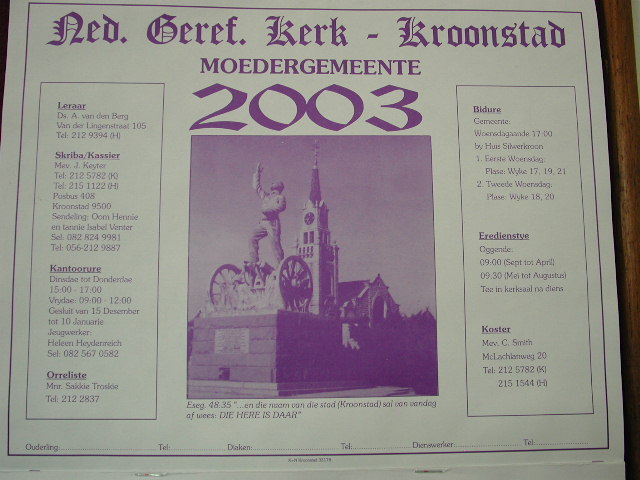 Ned. Geref. Kerk - Kroonstad
MOEDERGEMEENTE
2003
Leraar
Ds. A. van den Berg
Van der Lingenstraat 105
Tel: 212 9394 (H)
Skriba/Kassier
Mev. J. Keyter
Tel: 212 5782 (K)
Tel: 215 1122 (H)
Posbus 408
Kroonstad 9500
Sendeling: Oom Hennie
en tannie Isabel Venter
Sel: 082 824 9981
Tel: 056-212 9887
Kantoorure
Dinsdae tot Donderdae
15:00 - 17:00
Vrydae: 09:00 - 12:00
Gesluit van 15 Desember
tot 10 Januarie
Jeugwerker:
Heleen Heydenreich
Sel: 082 567 0582
Orreliste
Mnr. Sakkie Troskie
Tel: 212 2837
Bidure
Gemeente:
Woensdagaande 17:00
by Huis Silwerkroon
1. Eerste Woensdag:
Plase: Wyke 17, 19, 21
2. Tweede Woensdag:
Plase: Wyke 18, 20
Eredienstye
Oggende:
09:00 (Sept tot April)
09:30 (Mei tot Augustus)
Tee in kerksaal na diens
Koster
Mev. C. Smith
McLachlanweg 20
Tel: 212 5782 (K)
215 1544 (H)
Eseg. 48:35 "...en die naam van die stad (Kroonstad) sal van vandag
af wees: DIE HERE IS DAAR"
Ouderling:.......... Tel:.......... Diaken:.......... Tel:.......... Dienswerker:.......... Tel:..........